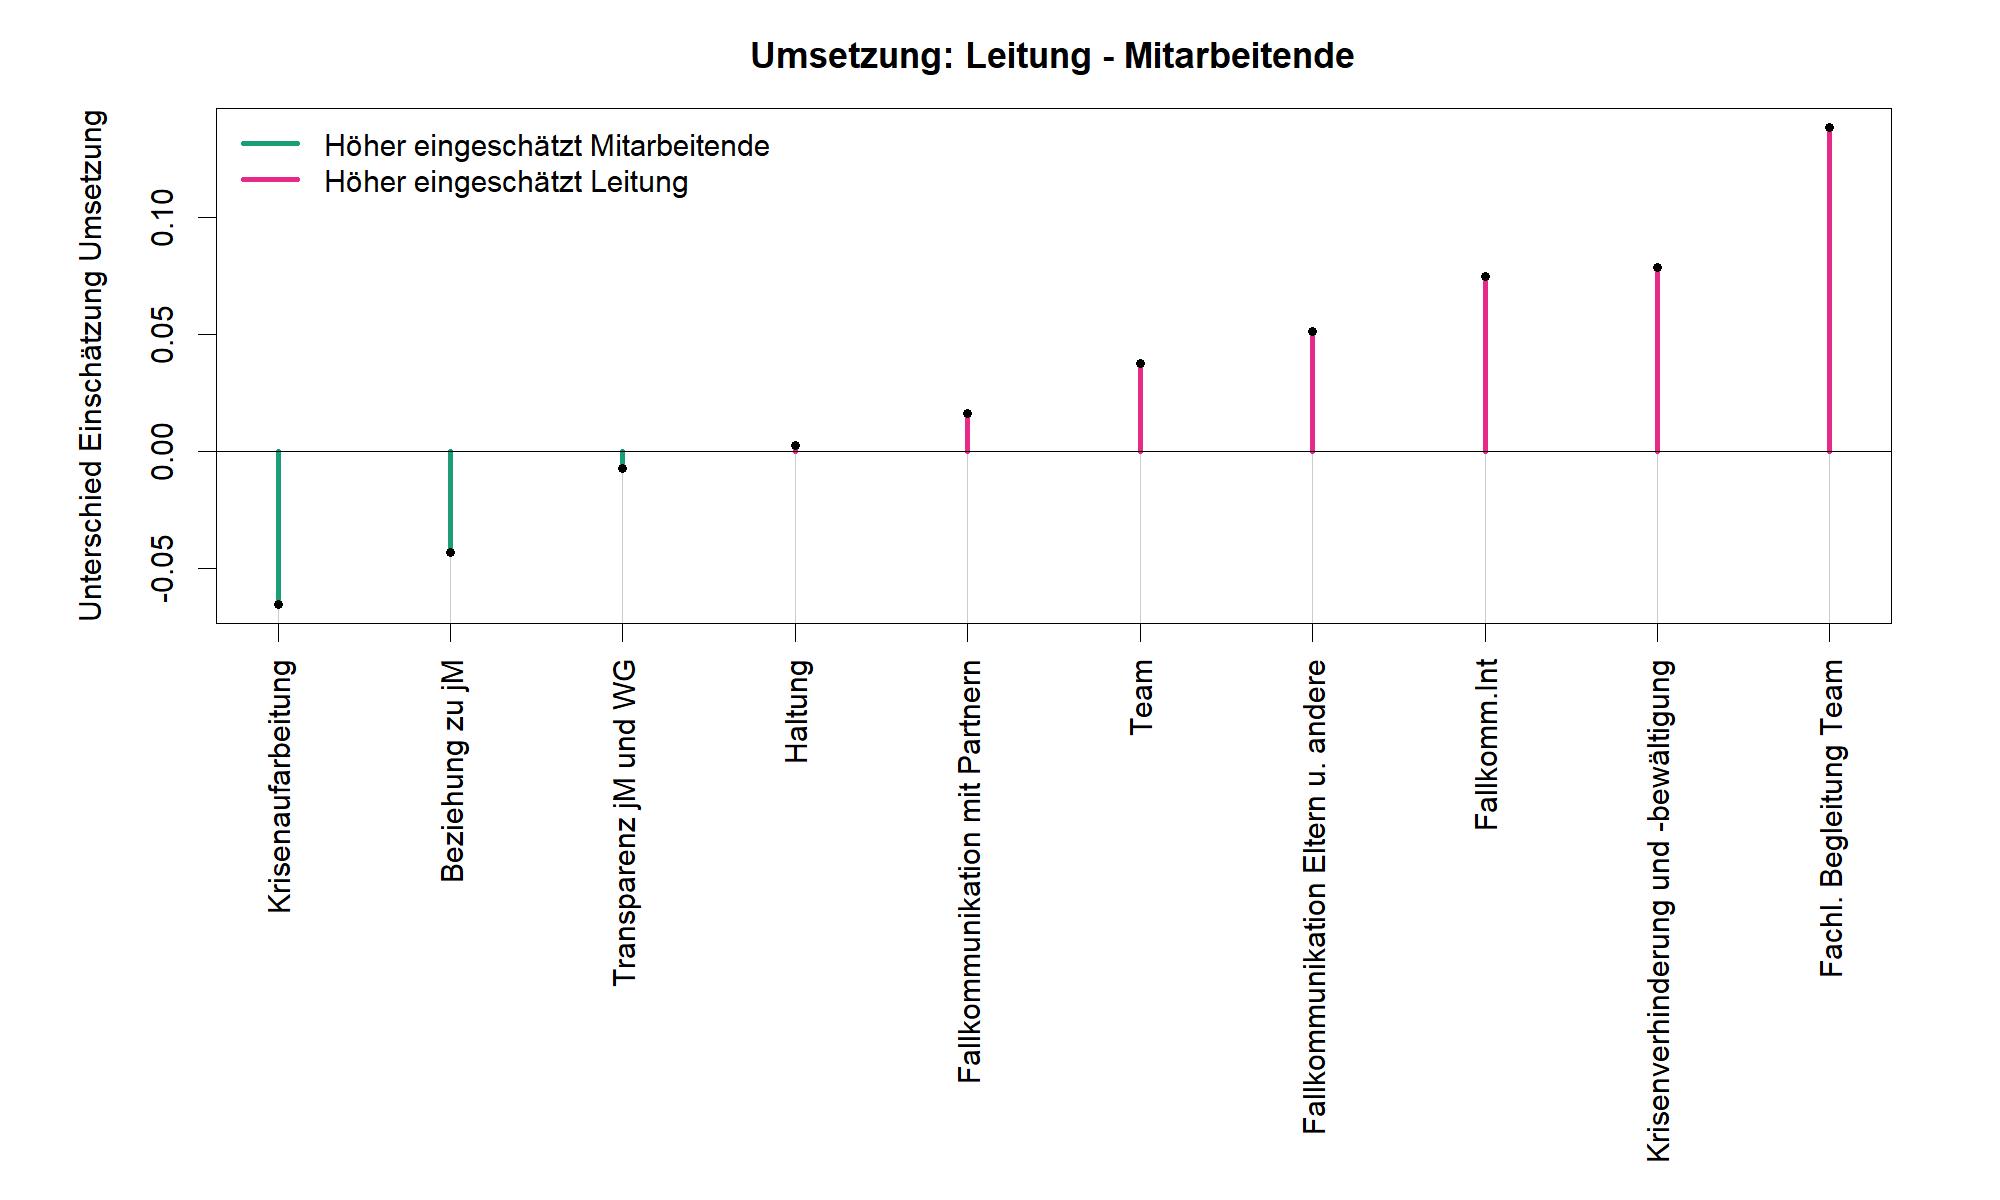 Umsetzung: Leitung - Mitarbeitende
Höher eingeschätzt Mitarbeitende
Höher eingeschätzt Leitung
Unterschied Einschätzung Umsetzung
0.10
0.05
0.00
-0.05
Krisenaufarbeitung
Beziehung zu jM
Transparenz jM und WG
Haltung
Fallkommunikation mit Partnern
Team
Fallkommunikation Eltern u. andere
Fallkomm.Int
Krisenverhinderung und -bewältigung
Fachl. Begleitung Team